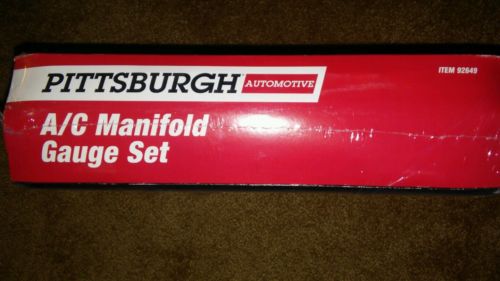 PITTSBURGH AUTOMOTIVE
ITEM 92649
A/C Manifold
Gauge Set